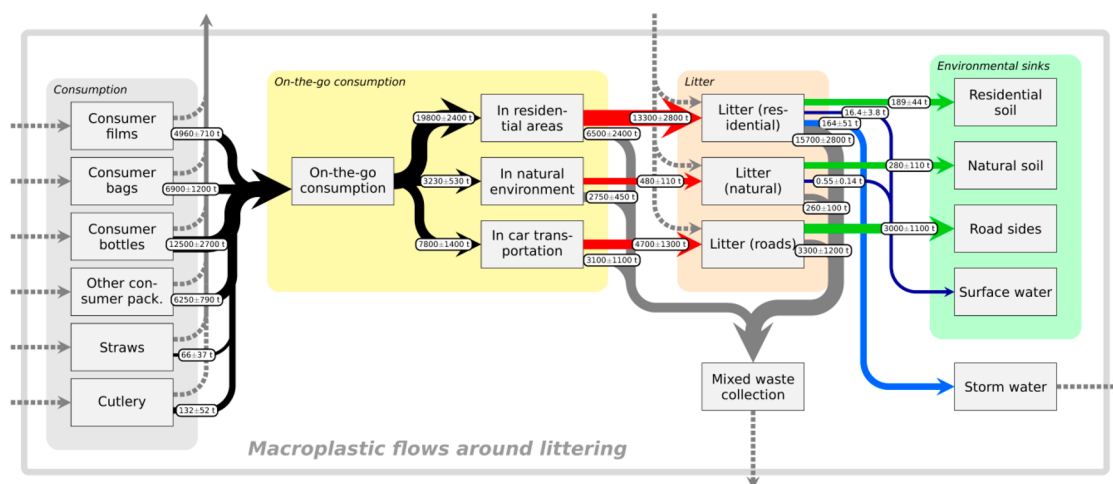 Consumption
Consumer
films
4960±710 t
Consumer
bags
6900±1200 t
Consumer
bottles
12500±2700 t
Other con-
sumer pack.
6250±790 t
Straws
66±37 t
Cutlery
132±52 t
On-the-go consumption
On-the-go
consumption
19800±2400 t
3230±530 t
7800±1400 t
In residen-
tial areas
13300±2800 t
6500±2400 t
In natural
environment
480±110 t
2750±450 t
In car trans-
portation
4700±1300 t
3100±1100 t
Litter
Litter (res-
idential)
189±44 t
16.4±3.8 t
164±51 t
15700±2800 t
Litter
(natural)
280±110 t
0.55±0.14 t
260±100 t
Litter (roads)
3000±1100 t
3300±1200 t
Environmental sinks
Residential
soil
Natural soil
Road sides
Surface water
Mixed waste
collection
Storm water
Macroplastic flows around littering